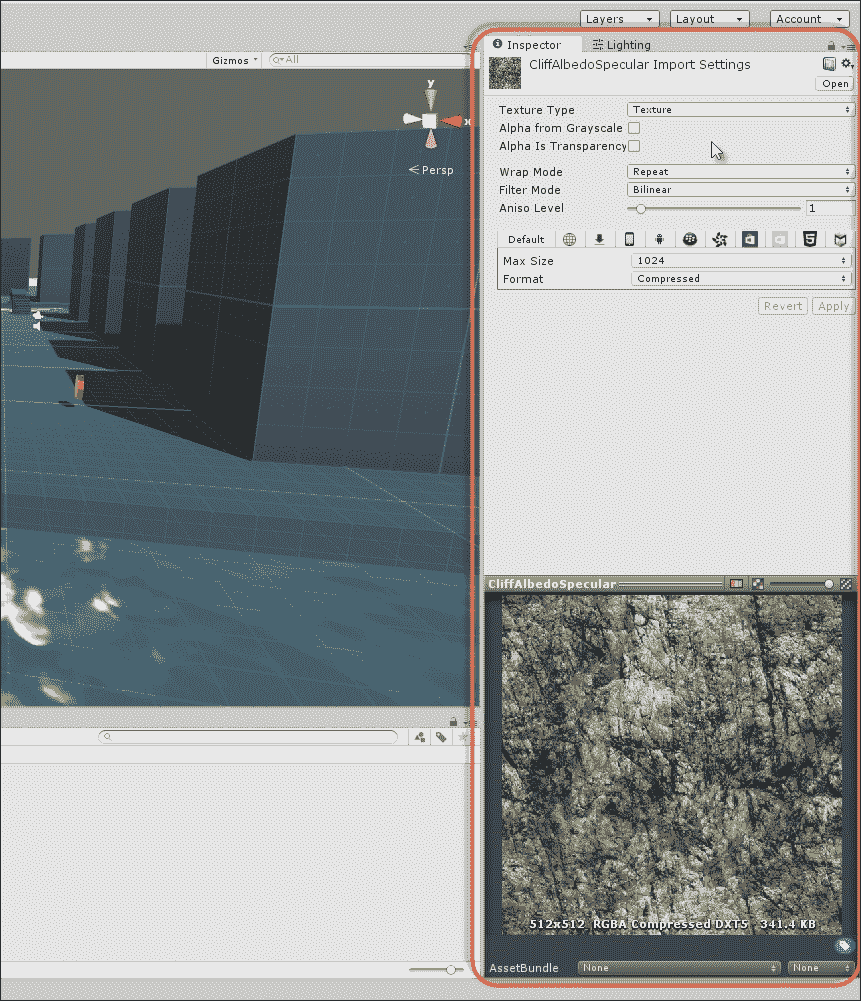 Layers
Layout
Account
Inspector
Lighting
Gizmos
All
CliffAlbedoSpecular Import Settings
Open
y
x
Persp
Texture Type
Texture
Alpha from Grayscale
Alpha Is Transparency
Wrap Mode
Repeat
Filter Mode
Bilinear
Aniso Level
1
Default
Max Size
1024
Format
Compressed
Revert
Apply
CliffAlbedoSpecular
512x512 RGBA Compressed DXT5 341.4 KB
AssetBundle
None
None